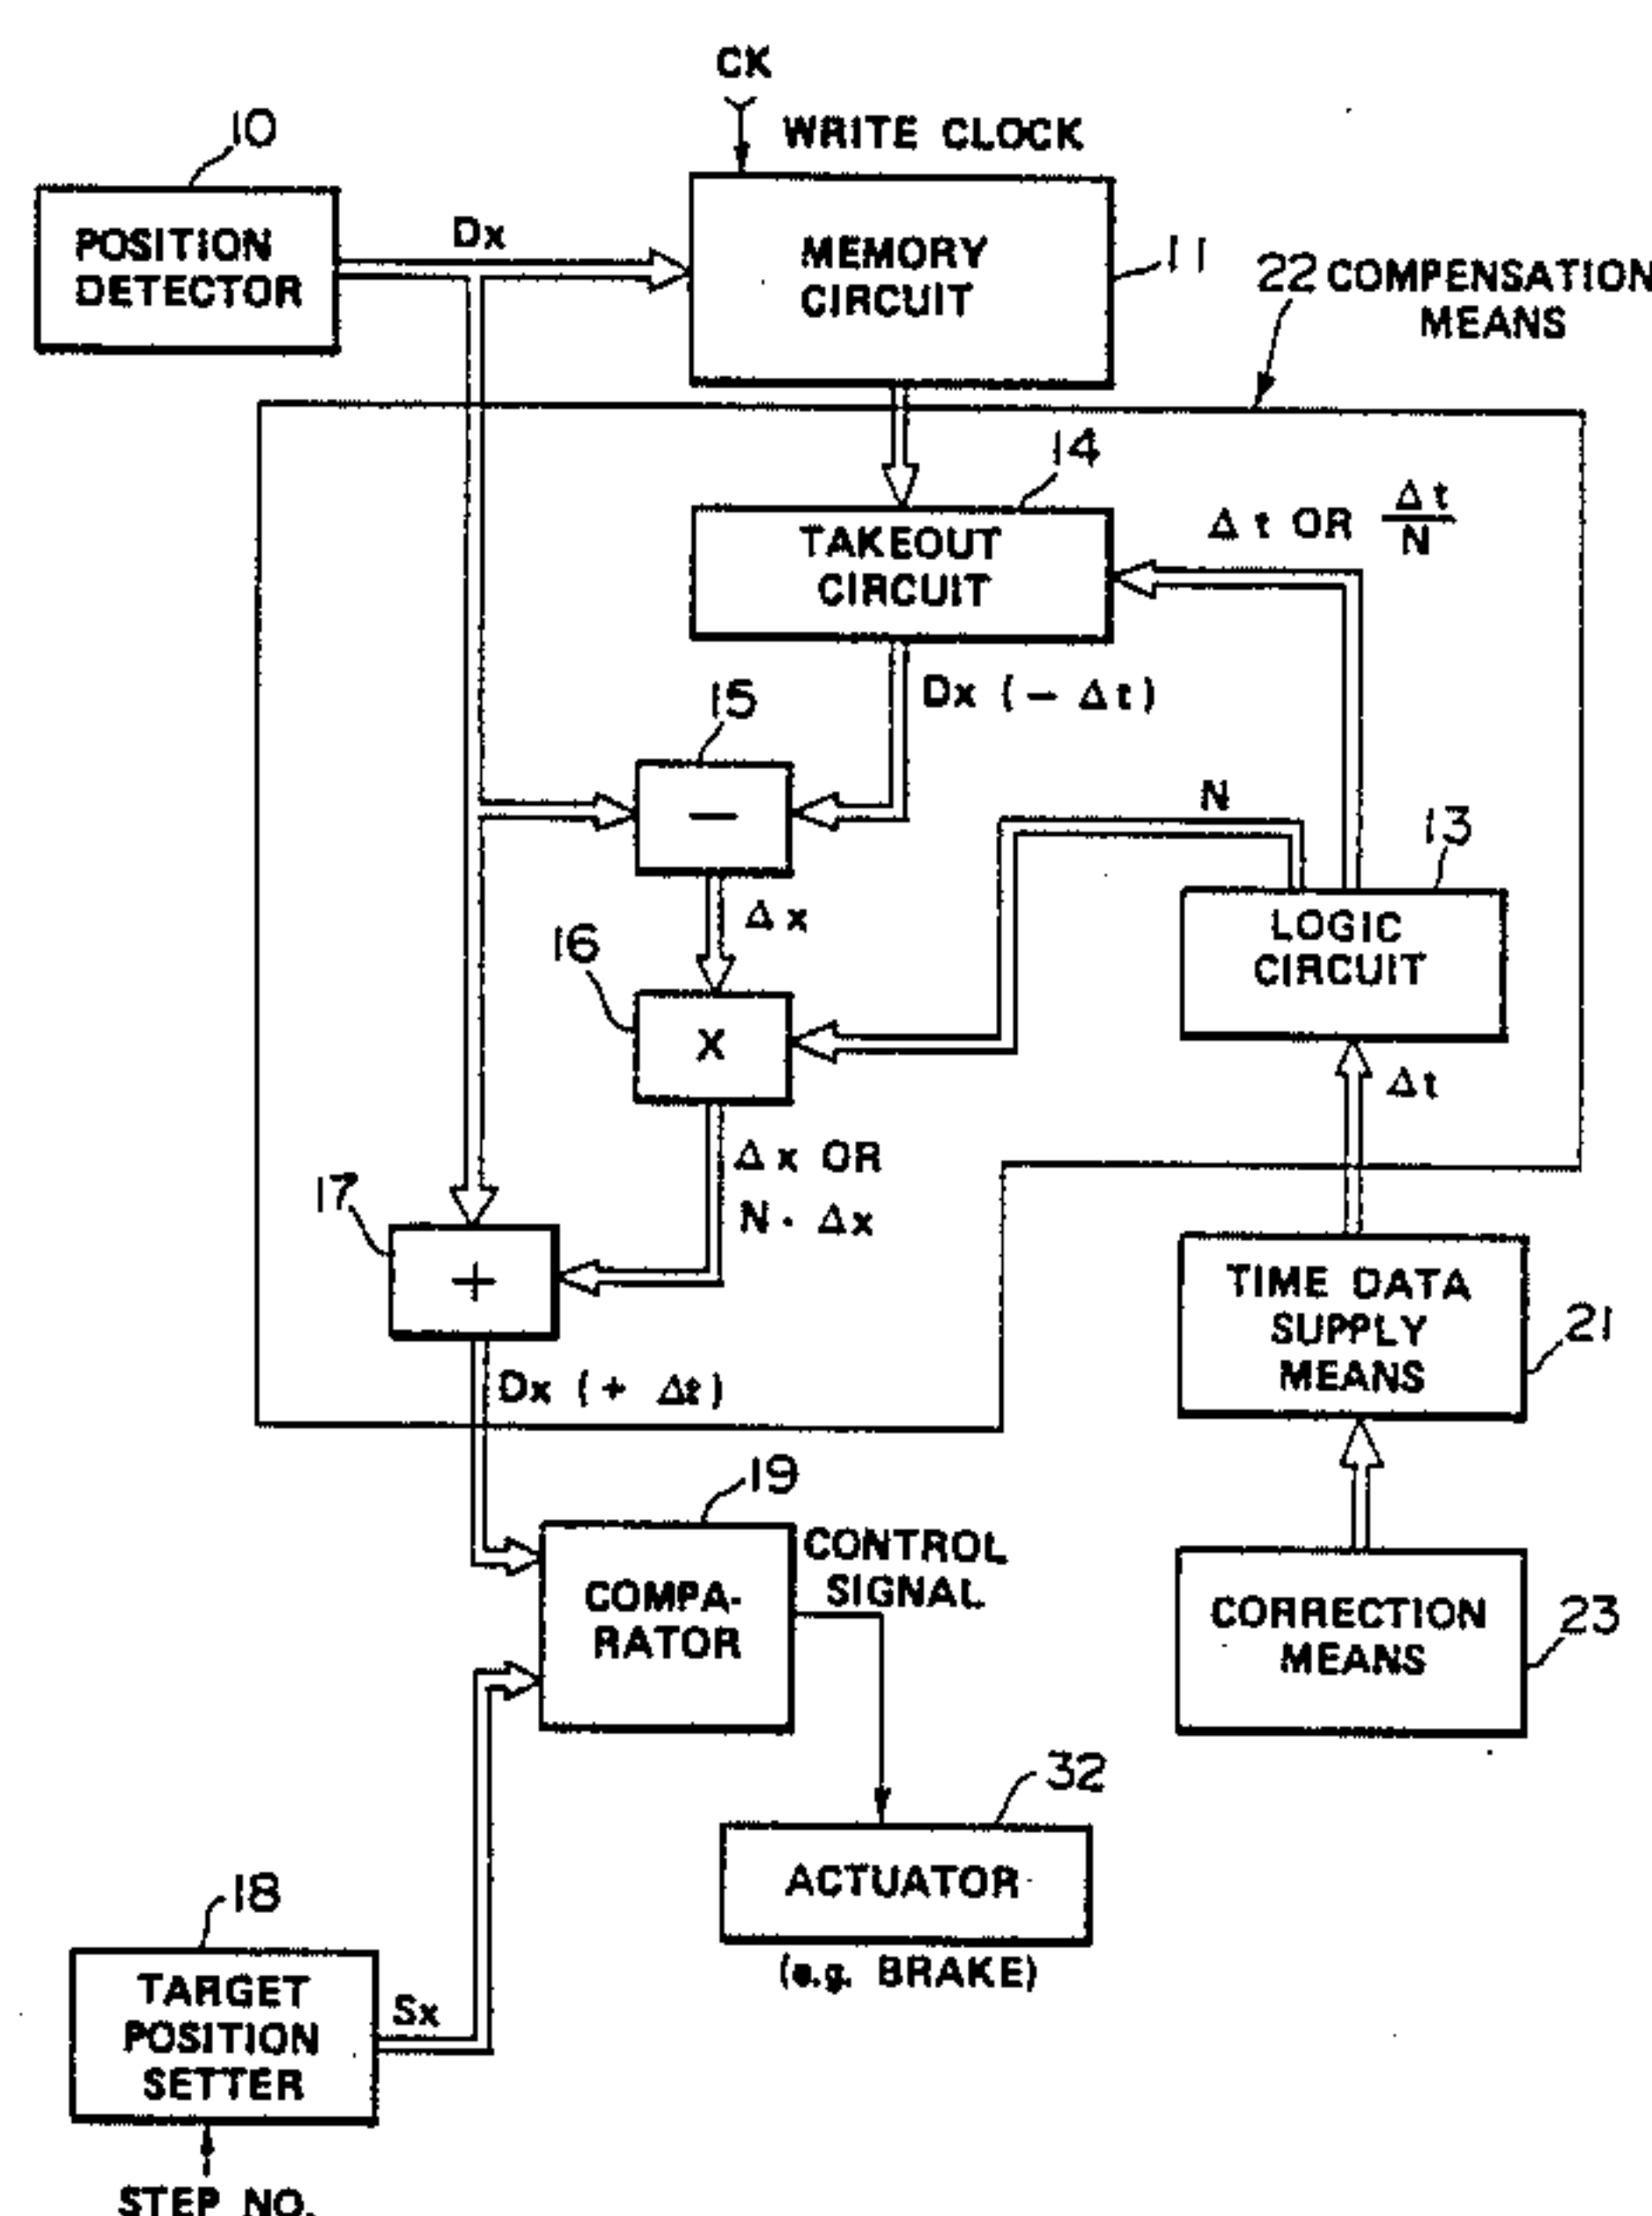 CK
WRITE CLOCK
10
POSITION
DETECTOR
Dx
MEMORY
CIRCUIT
11
22 COMPENSATION
MEANS
14
TAKEOUT
CIRCUIT
Δt OR Δt/N
Dx (- Δt)
15
−
N
13
LOGIC
CIRCUIT
Δx
16
X
Δt
Δx OR
N · Δx
17
+
TIME DATA
SUPPLY
MEANS
21
Dx (+ Δt)
19
CONTROL
SIGNAL
COMPA-
RATOR
CORRECTION
MEANS
23
32
ACTUATOR
(e.g. BRAKE)
18
TARGET
POSITION
SETTER
Sx
STEP NO.